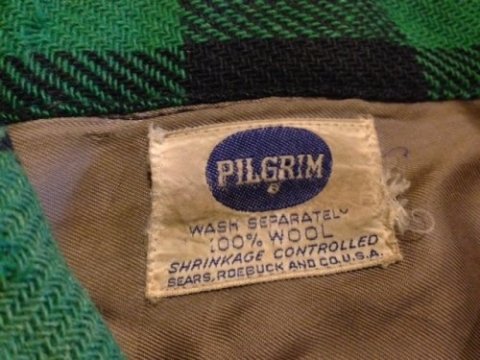 PILGRIM
®
WASH SEPARATELY
100% WOOL
SHRINKAGE CONTROLLED
SEARS, ROEBUCK AND CO. U.S.A.